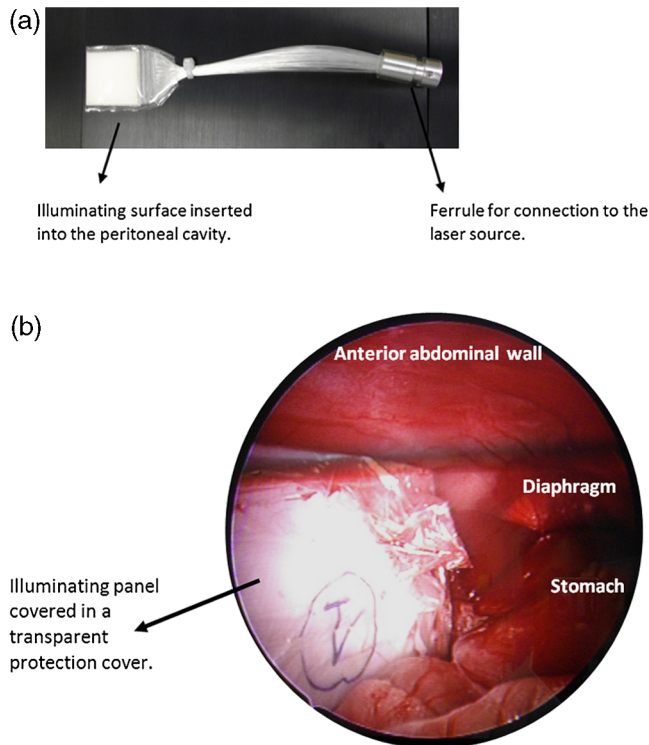 (a)
Illuminating surface inserted
into the peritoneal cavity.
Ferrule for connection to the
laser source.
(b)
Anterior abdominal wall
Diaphragm
Stomach
Illuminating panel
covered in a
transparent
protection cover.